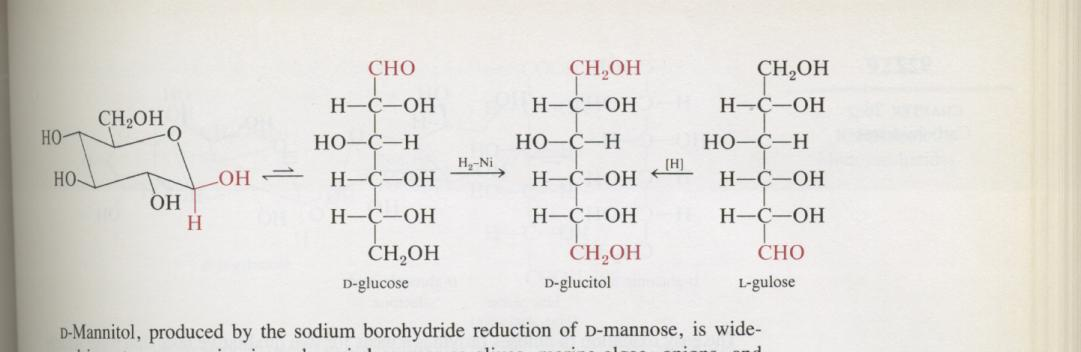 CHO CH₂OH CH₂OH
CH₂OH H—C—OH H—C—OH H—C—OH
HO O HO—C—H HO—C—H HO—C—H
HO OH H—C—OH H₂–Ni H—C—OH [H] H—C—OH
OH H H—C—OH H—C—OH H—C—OH
CH₂OH CH₂OH CHO
D-glucose D-glucitol L-gulose
D-Mannitol, produced by the sodium borohydride reduction of D-mannose, is wide-